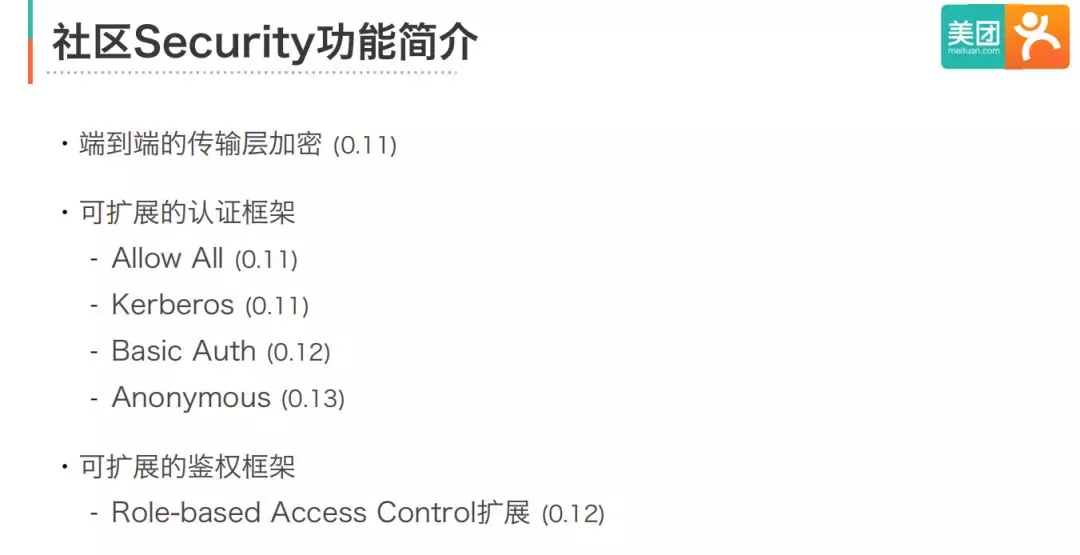 社区Security功能简介
美团
meituan.com
· 端到端的传输层加密 (0.11)
· 可扩展的认证框架
- Allow All (0.11)
- Kerberos (0.11)
- Basic Auth (0.12)
- Anonymous (0.13)
· 可扩展的鉴权框架
- Role-based Access Control扩展 (0.12)